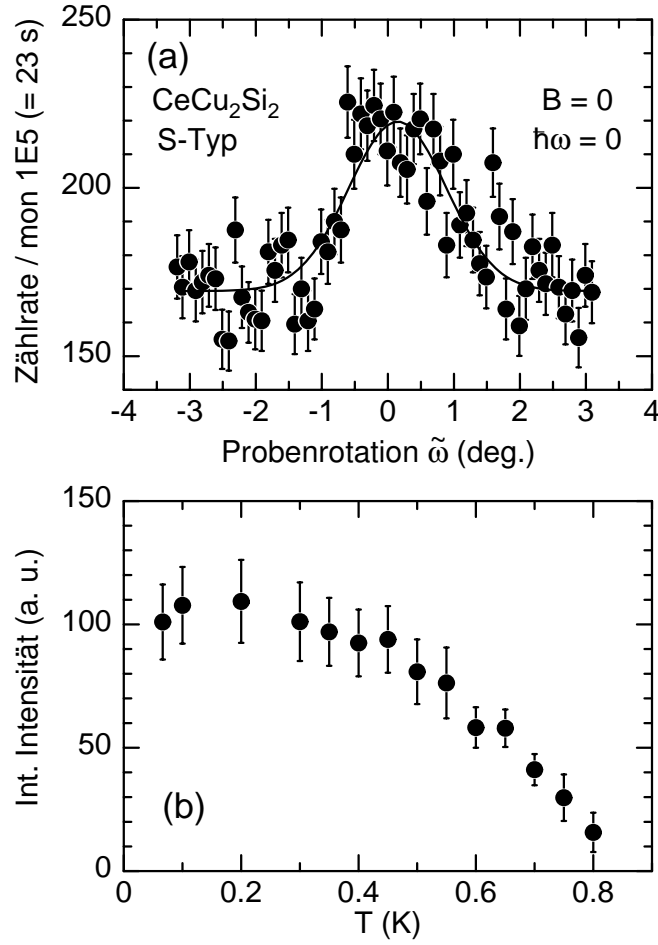 250
(a)
CeCu₂Si₂
S-Typ
B = 0
ħω = 0
200
150
Zählrate / mon 1E5 (= 23 s)
-4 -3 -2 -1 0 1 2 3 4
Probenrotation ω̃ (deg.)
150
100
50
0
Int. Intensität (a. u.)
(b)
0 0.2 0.4 0.6 0.8
T (K)